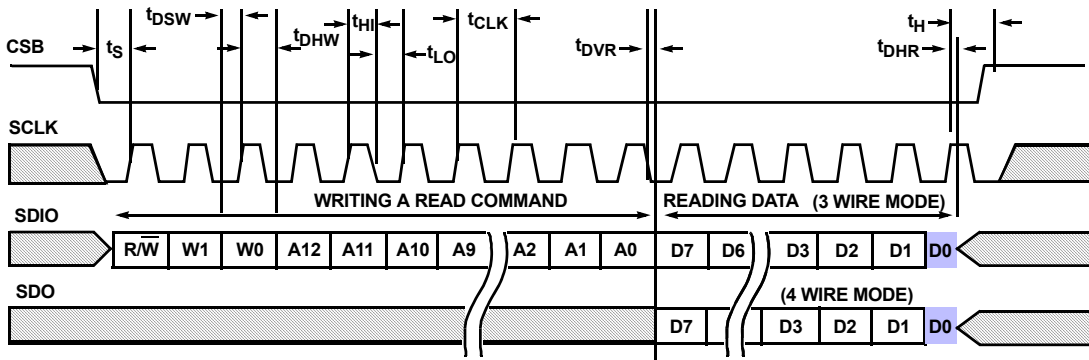 tDSW tHI tCLK tH
CSB tS tDHW tLO tDVR tDHR
SCLK
WRITING A READ COMMAND READING DATA (3 WIRE MODE)
SDIO
R/W W1 W0 A12 A11 A10 A9 A2 A1 A0 D7 D6 D3 D2 D1 D0
SDO (4 WIRE MODE)
D7 D3 D2 D1 D0